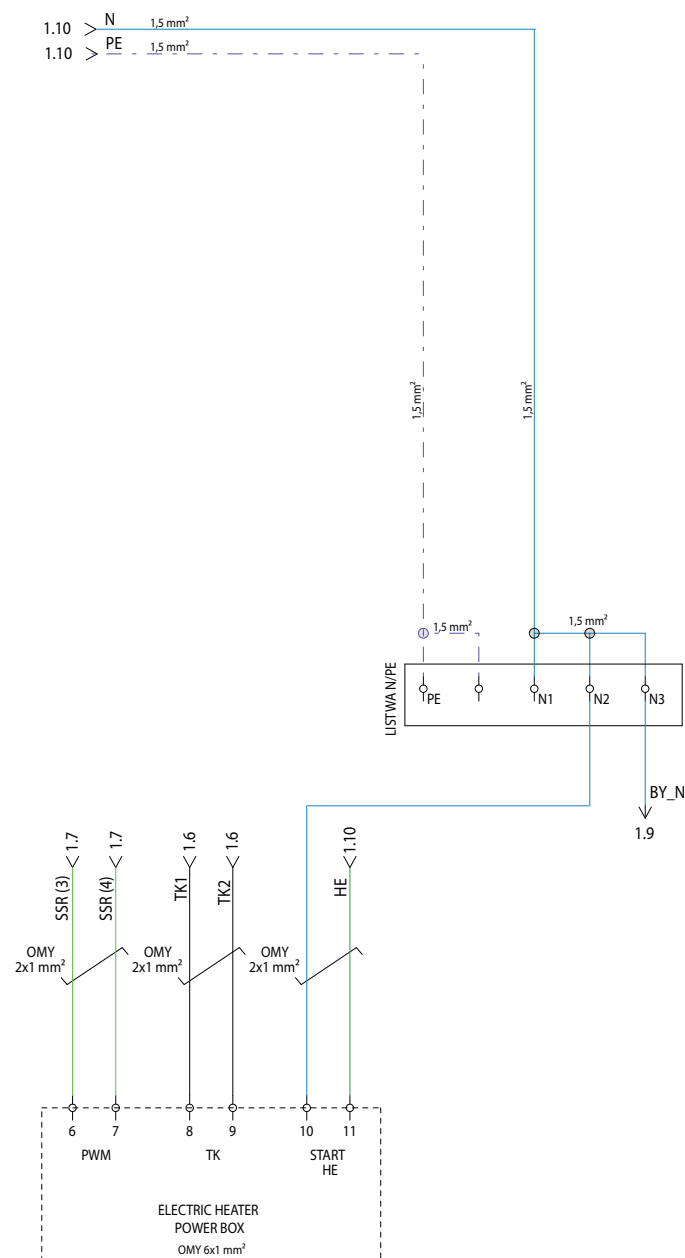 1.10 N 1,5 mm²
1.10 PE 1,5 mm²
1,5 mm²
1,5 mm²
1,5 mm²
1,5 mm²
LISTWA N/PE
PE N1 N2 N3
BY_N
1.9
1.7 1.7 1.6 1.6 1.10
SSR (3) SSR (4) TK1 TK2 HE
OMY
2x1 mm²
OMY
2x1 mm²
OMY
2x1 mm²
6 7 8 9 10 11
PWM TK START
HE
ELECTRIC HEATER
POWER BOX
OMY 6x1 mm²